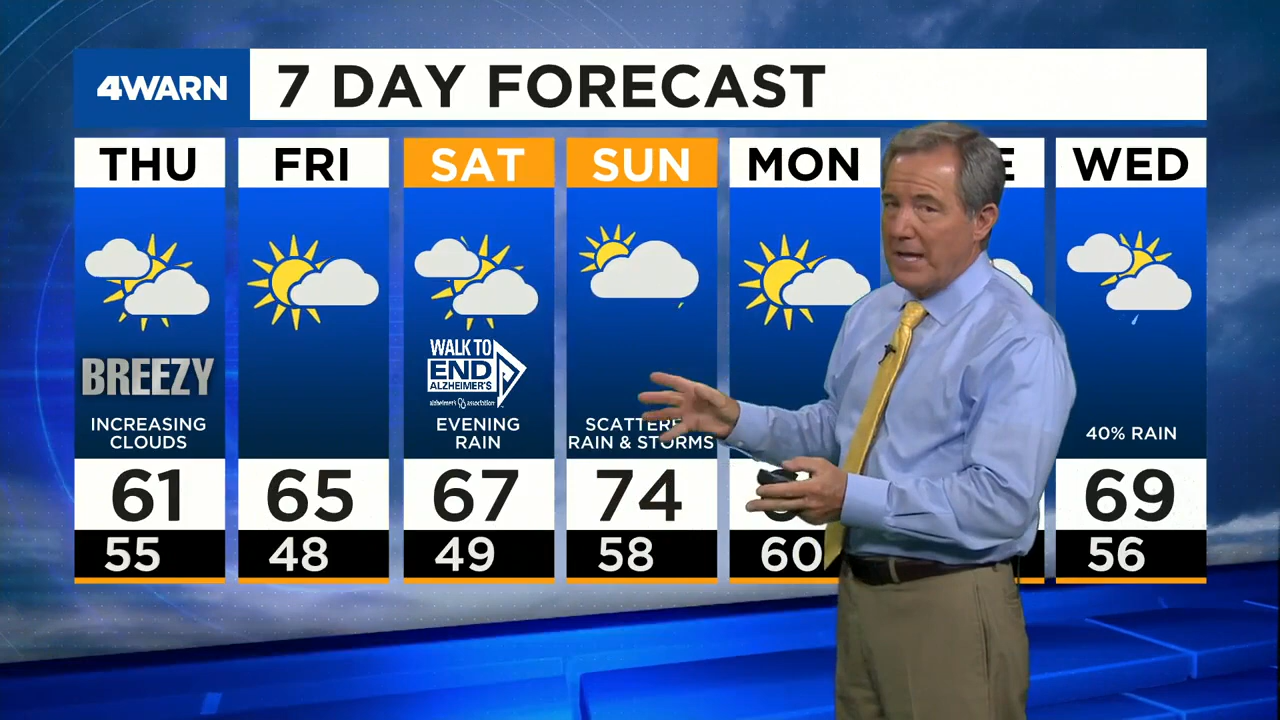 4WARN
7 DAY FORECAST
THU
FRI
SAT
SUN
MON
WED
BREEZY
INCREASING
CLOUDS
WALK TO
END
ALZHEIMER'S
alzheimer's association
EVENING
RAIN
RAIN & STORMS
40% RAIN
61
65
67
74
69
55
48
49
58
60
56